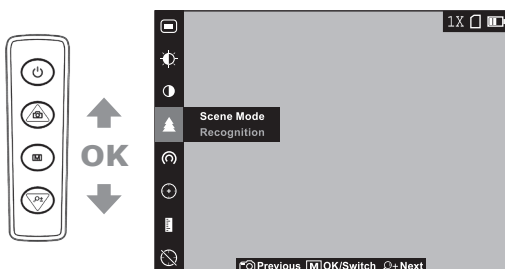 1X
M
OK
Scene Mode
Recognition
Previous M OK/Switch + Next